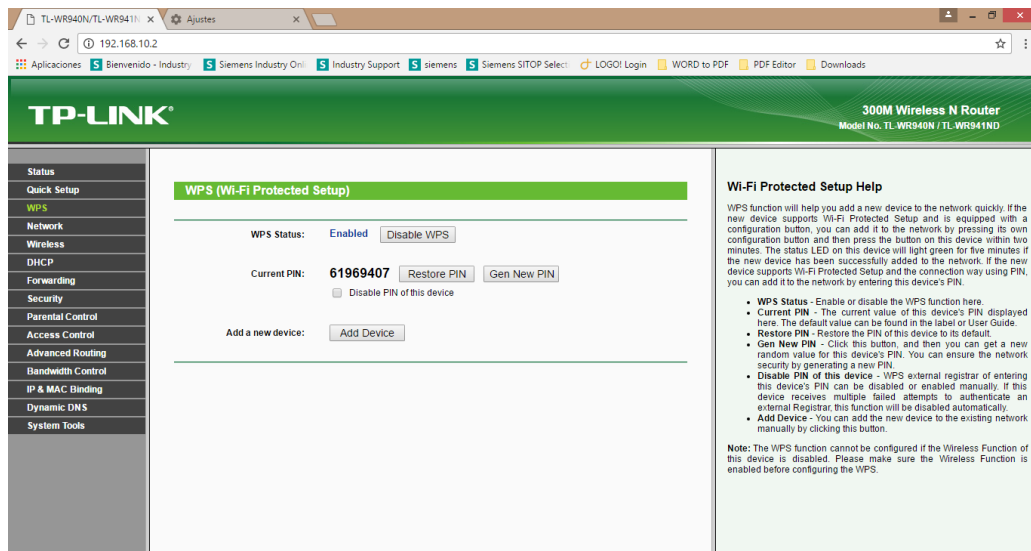 TL-WR940N/TL-WR941N
Ajustes
192.168.10.2
Aplicaciones
Bienvenido - Industry
Siemens Industry Onli
Industry Support
siemens
Siemens SITOP Select
LOGO! Login
WORD to PDF
PDF Editor
Downloads
TP-LINK®
300M Wireless N Router
Model No. TL-WR940N / TL-WR941ND
Status
Quick Setup
WPS
Network
Wireless
DHCP
Forwarding
Security
Parental Control
Access Control
Advanced Routing
Bandwidth Control
IP & MAC Binding
Dynamic DNS
System Tools
WPS (Wi-Fi Protected Setup)
WPS Status: Enabled Disable WPS
Current PIN: 61969407 Restore PIN Gen New PIN
Disable PIN of this device
Add a new device: Add Device
Wi-Fi Protected Setup Help
WPS function will help you add a new device to the network quickly. If the
new device supports Wi-Fi Protected Setup and is equipped with a
configuration button, you can add it to the network by pressing its own
configuration button and then press the button on this device within two
minutes. The status LED on this device will light green for five minutes if
the new device has been successfully added to the network. If the new
device supports Wi-Fi Protected Setup and the connection way using PIN,
you can add it to the network by entering this device's PIN.
• WPS Status - Enable or disable the WPS function here.
• Current PIN - The current value of this device's PIN displayed
here. The default value can be found in the label or User Guide.
• Restore PIN - Restore the PIN of this device to its default.
• Gen New PIN - Click this button, and then you can get a new
random value for this device's PIN. You can ensure the network
security by generating a new PIN.
• Disable PIN of this device - WPS external registrar of entering
this device's PIN can be disabled or enabled manually. If this
device receives multiple failed attempts to authenticate an
external Registrar, this function will be disabled automatically.
• Add Device - You can add the new device to the existing network
manually by clicking this button.
Note: The WPS function cannot be configured if the Wireless Function of
this device is disabled. Please make sure the Wireless Function is
enabled before configuring the WPS.